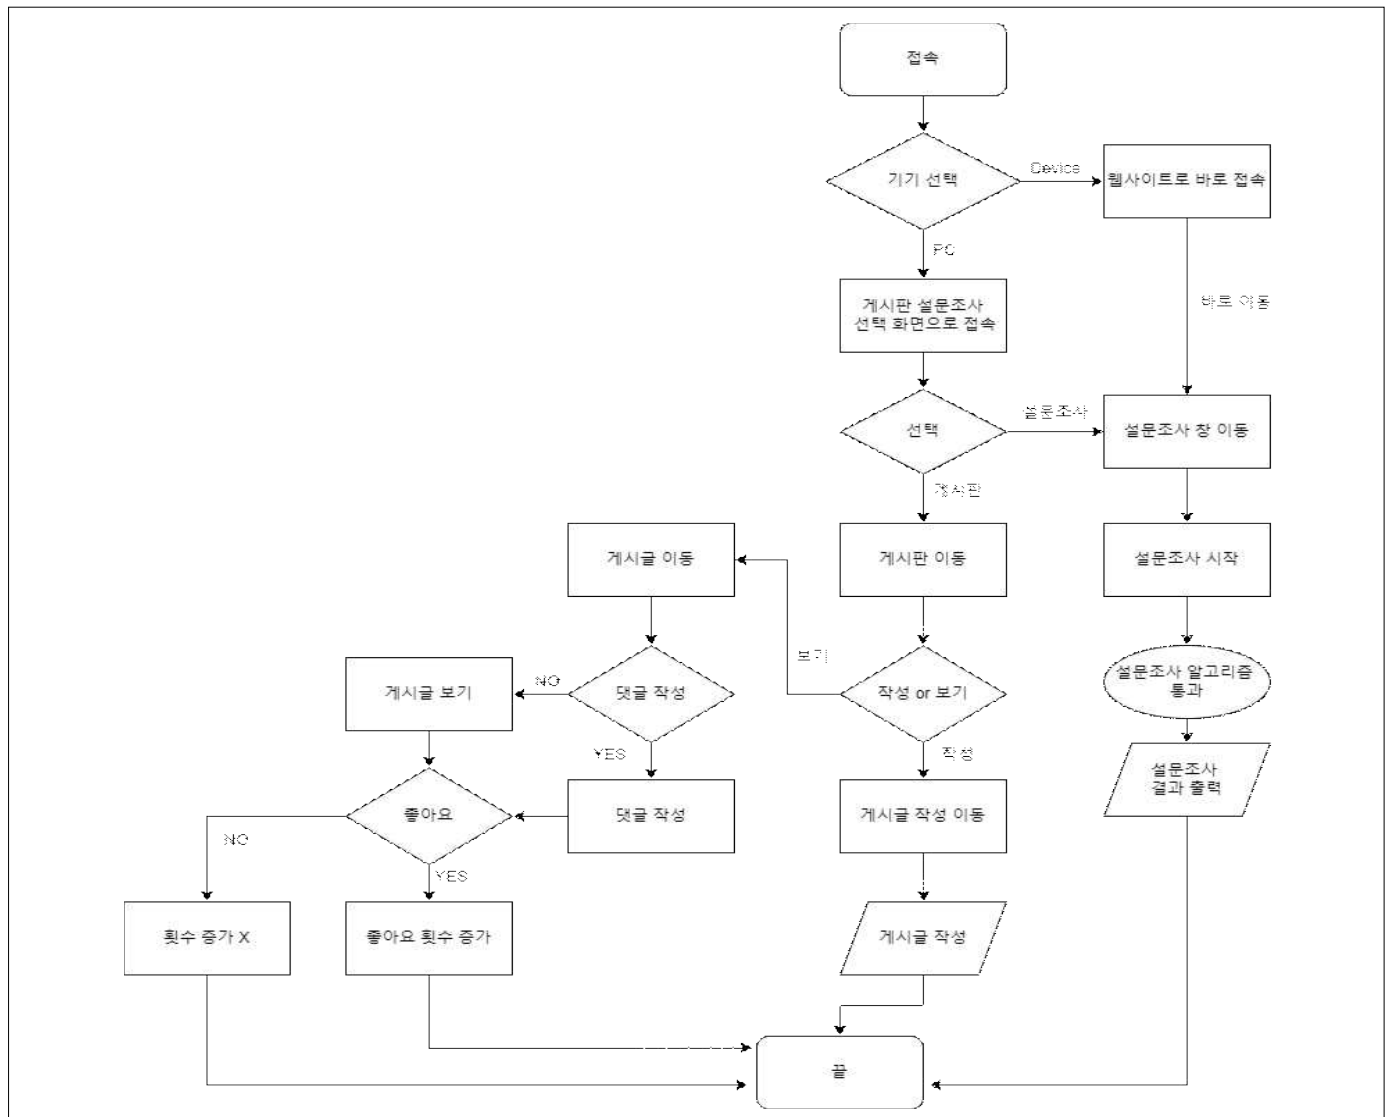 접속
기기 선택
Device
웹사이트로 바로 접속
PC
게시판 설문조사
선택 화면으로 접속
바로 이동
선택
설문조사
설문조사 창 이동
게시판
게시글 이동
게시판 이동
설문조사 시작
보기
게시글 보기
NO
댓글 작성
작성 or 보기
설문조사 알고리즘
통과
YES
작성
설문조사
결과 출력
좋아요
댓글 작성
게시글 작성 이동
NO
YES
횟수 증가 X
좋아요 횟수 증가
게시글 작성
끝